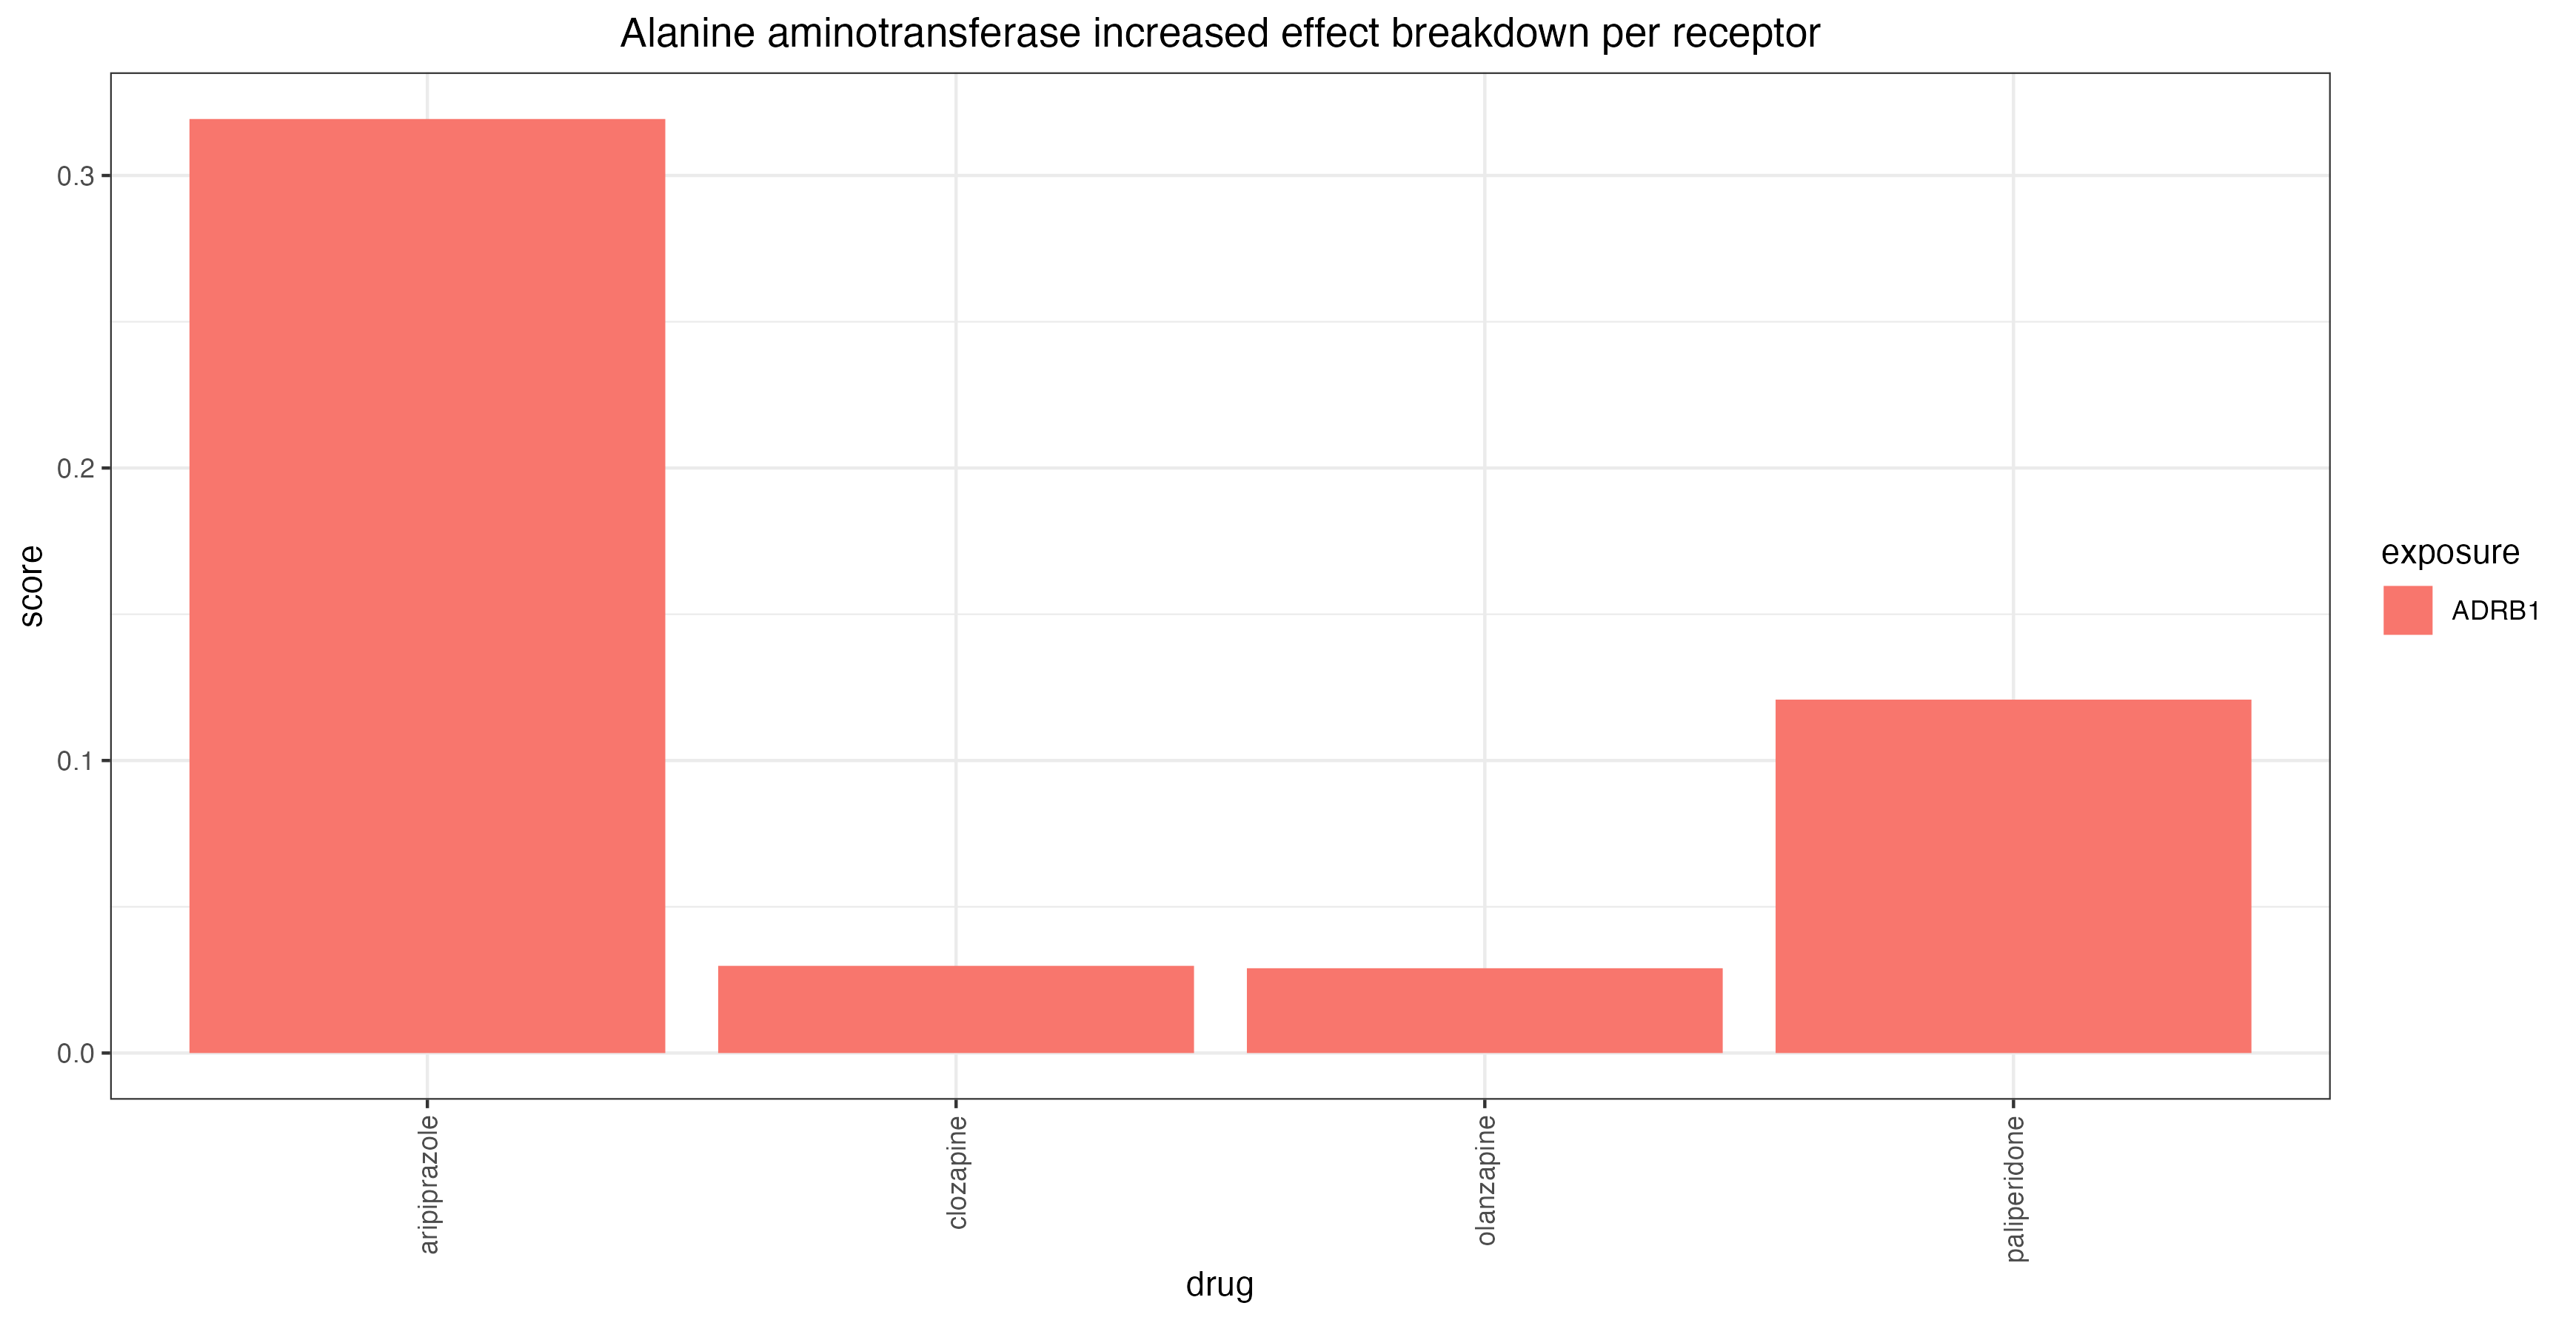 Alanine aminotransferase increased effect breakdown per receptor
score
0.3
0.2
0.1
0.0
aripiprazole
clozapine
olanzapine
paliperidone
drug
exposure
ADRB1